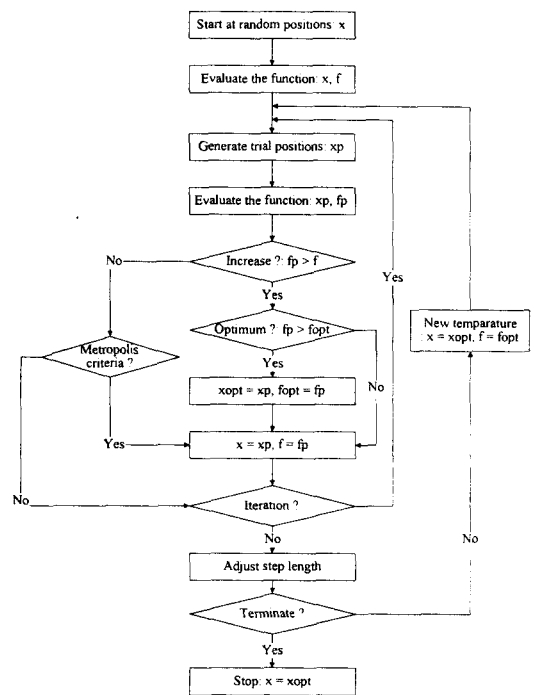 Start at random positions: x
Evaluate the function: x, f
Generate trial positions: xp
Evaluate the function: xp, fp
Increase ?: fp > f
No
Yes
Yes
Optimum ?: fp > fopt
New temparature
: x = xopt, f = fopt
Metropolis
criteria ?
Yes
xopt = xp, fopt = fp
No
Yes
x = xp, f = fp
No
Iteration ?
No
No
Adjust step length
Terminate ?
Yes
Stop: x = xopt